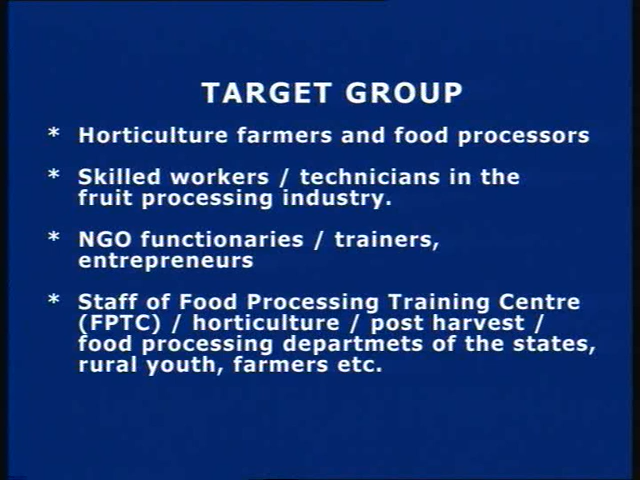 TARGET GROUP
* Horticulture farmers and food processors
* Skilled workers / technicians in the
fruit processing industry.
* NGO functionaries / trainers,
entrepreneurs
* Staff of Food Processing Training Centre
(FPTC) / horticulture / post harvest /
food processing departmets of the states,
rural youth, farmers etc.